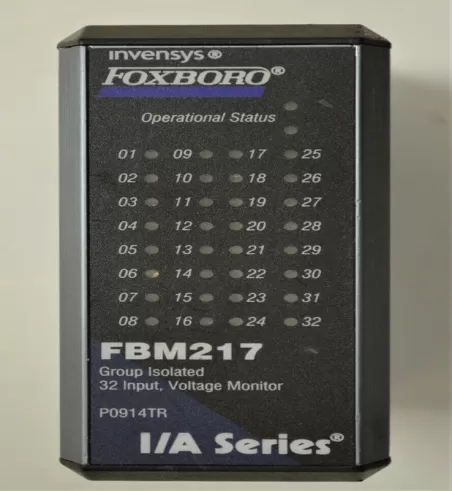 invensys®
FOXBORO®
Operational Status
01 09 17 25
02 10 18 26
03 11 19 27
04 12 20 28
05 13 21 29
06 14 22 30
07 15 23 31
08 16 24 32
FBM217
Group Isolated
32 Input, Voltage Monitor
P0914TR
I/A Series®